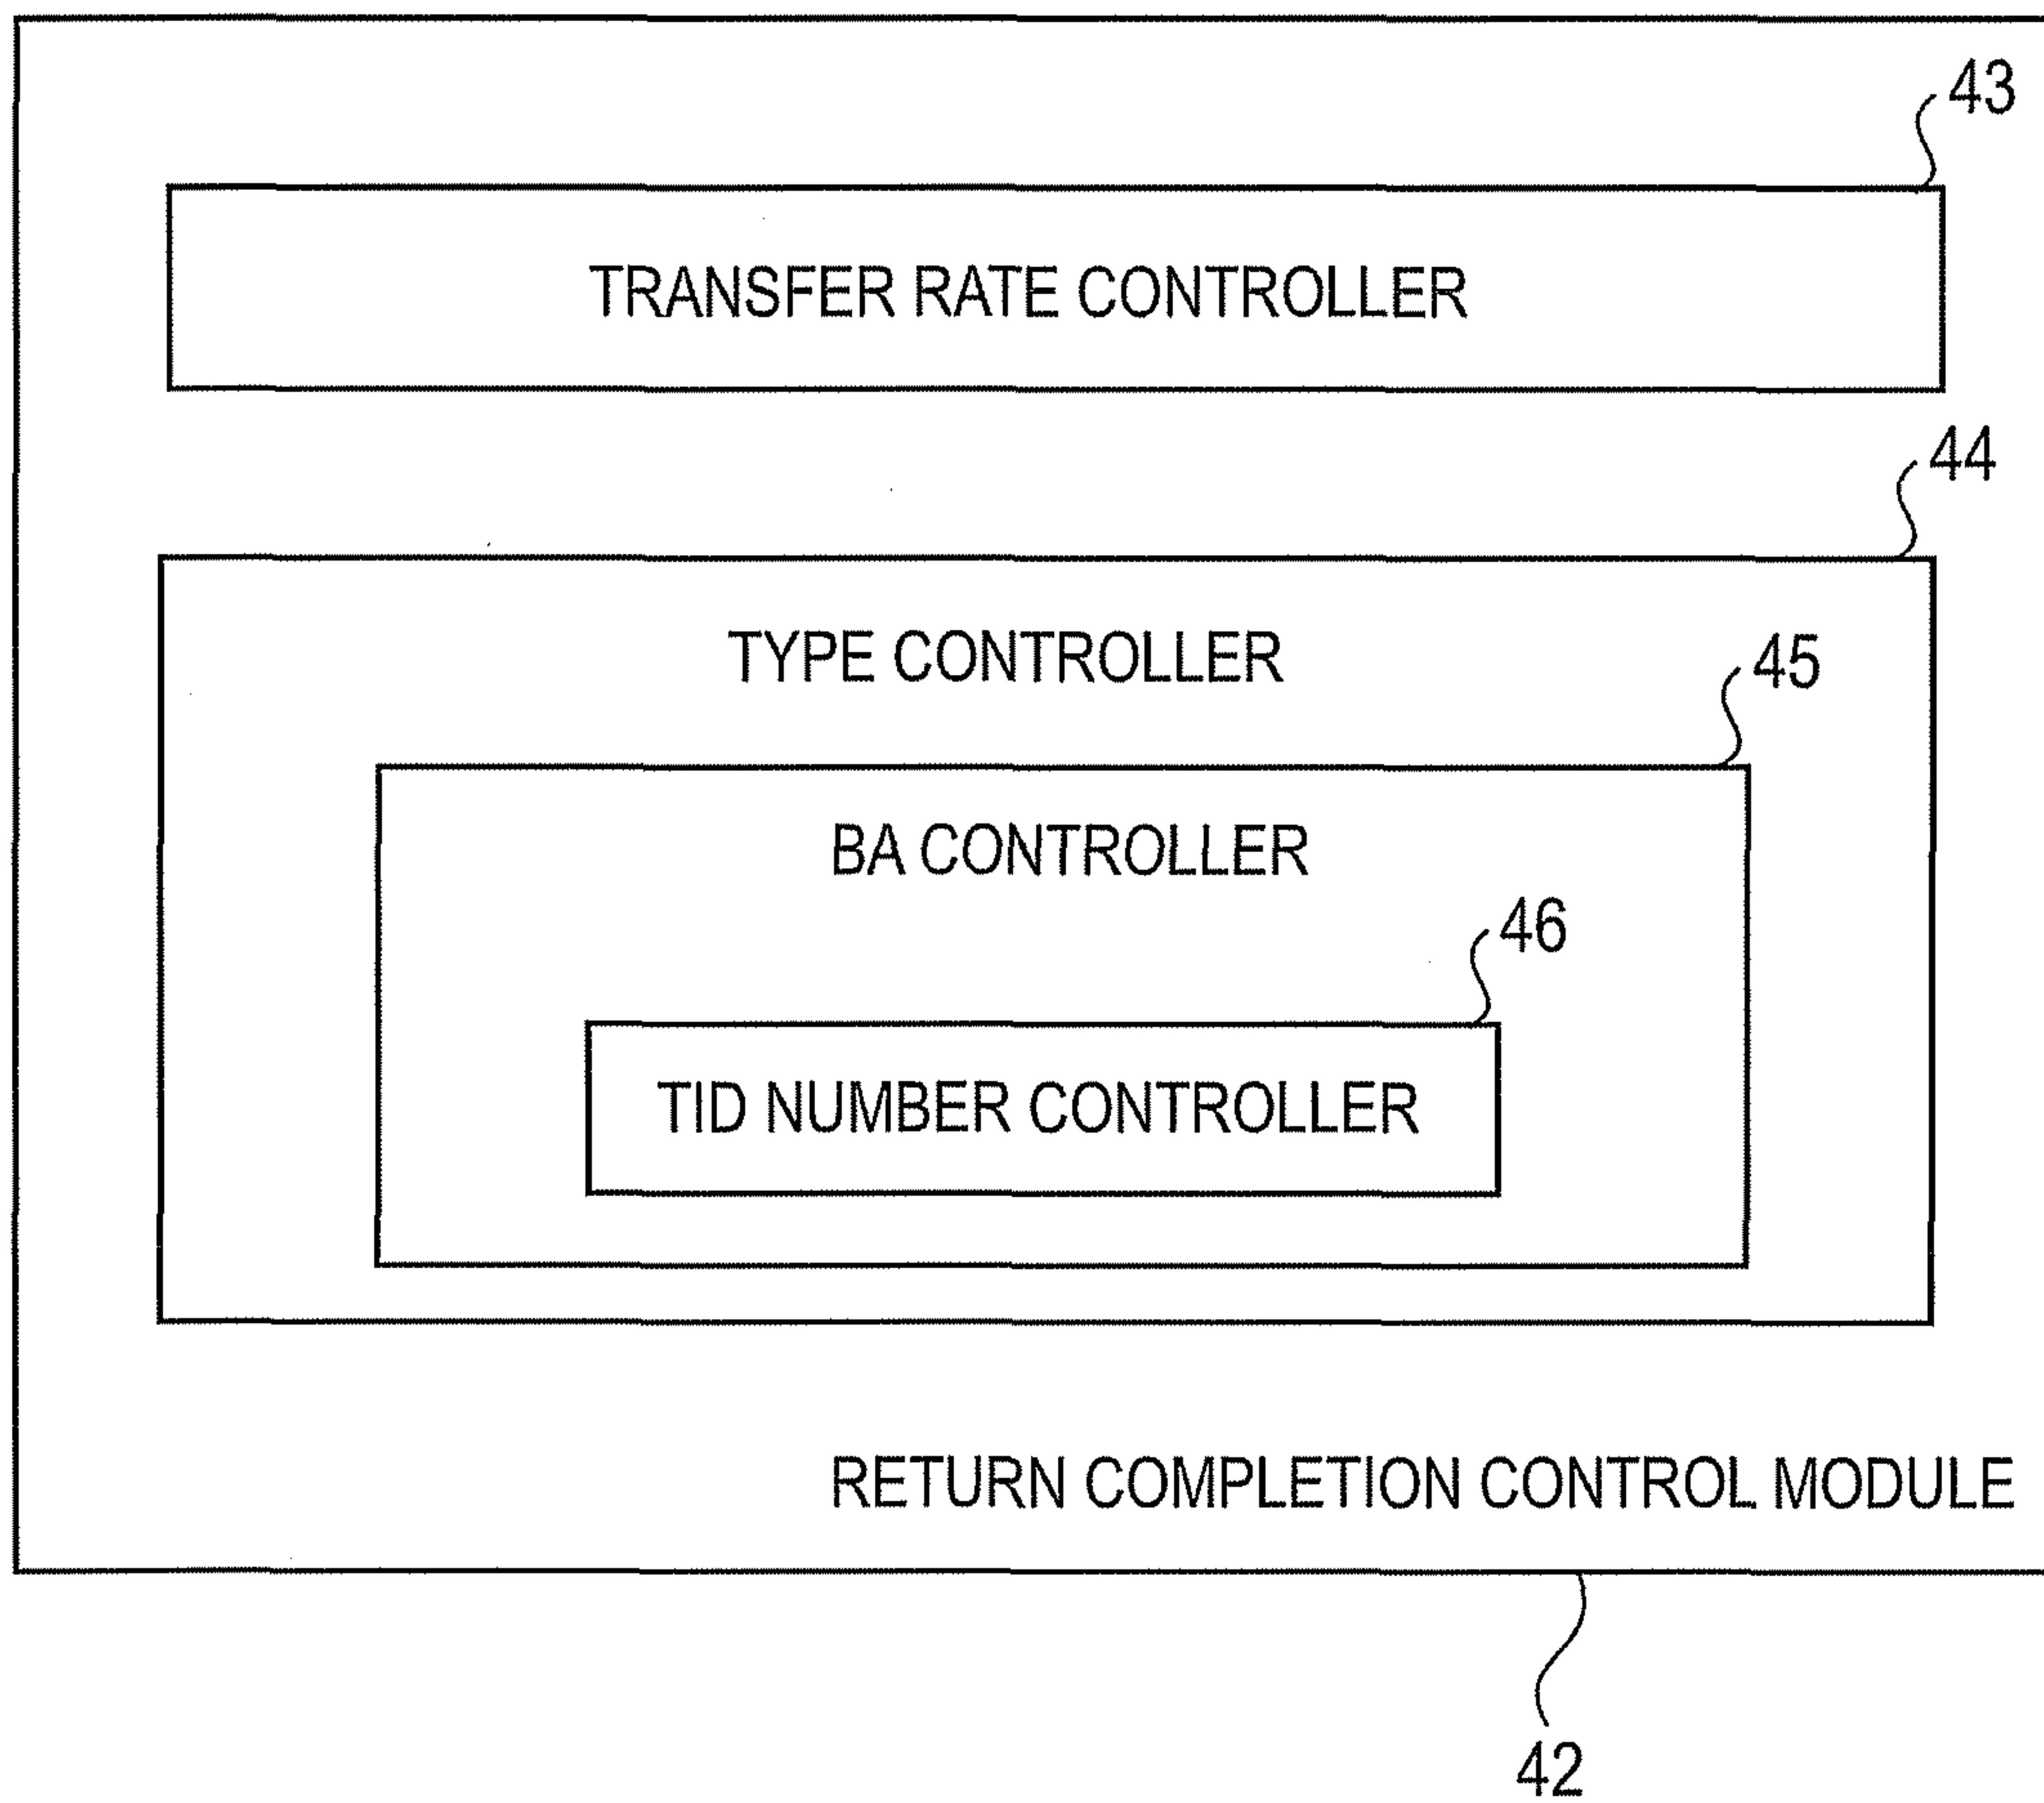 43
TRANSFER RATE CONTROLLER
44
TYPE CONTROLLER
45
BA CONTROLLER
46
TID NUMBER CONTROLLER
RETURN COMPLETION CONTROL MODULE
42